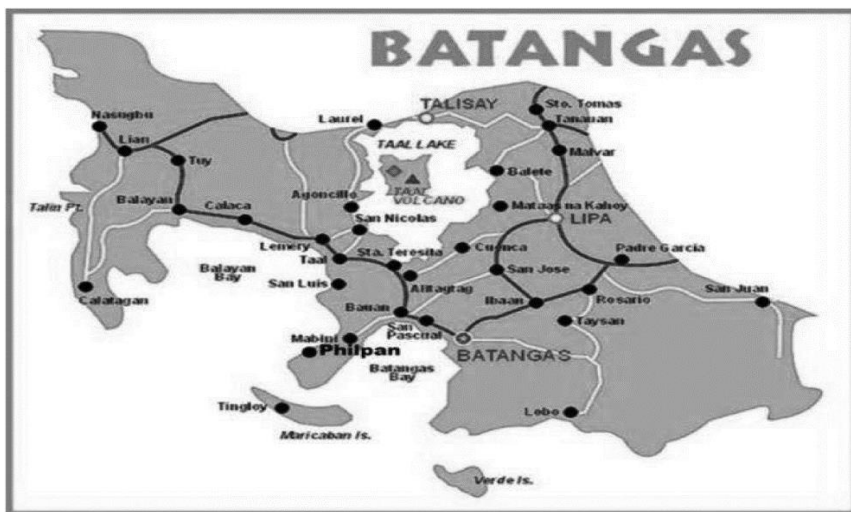 BATANGAS
Nasugbu
Lian
Tuy
Laurel
TALISAY
Sto. Tomas
Tanauan
Malvar
TAAL LAKE
TAAL
VOLCANO
Balete
Talin Pt.
Balayan
Calaca
Agoncillo
San Nicolas
Mataas na Kahoy
LIPA
Lemery
Taal
Sta. Teresita
Cuenca
Padre Garcia
Balayan
Bay
San Luis
Alitagtag
San Jose
Calatagan
Bauan
Ibaan
Rosario
San Juan
San
Pascual
Taysan
Mabini
Philpan
BATANGAS
Batangas
Bay
Tingloy
Maricaban Is.
Lobo
Verde Is.